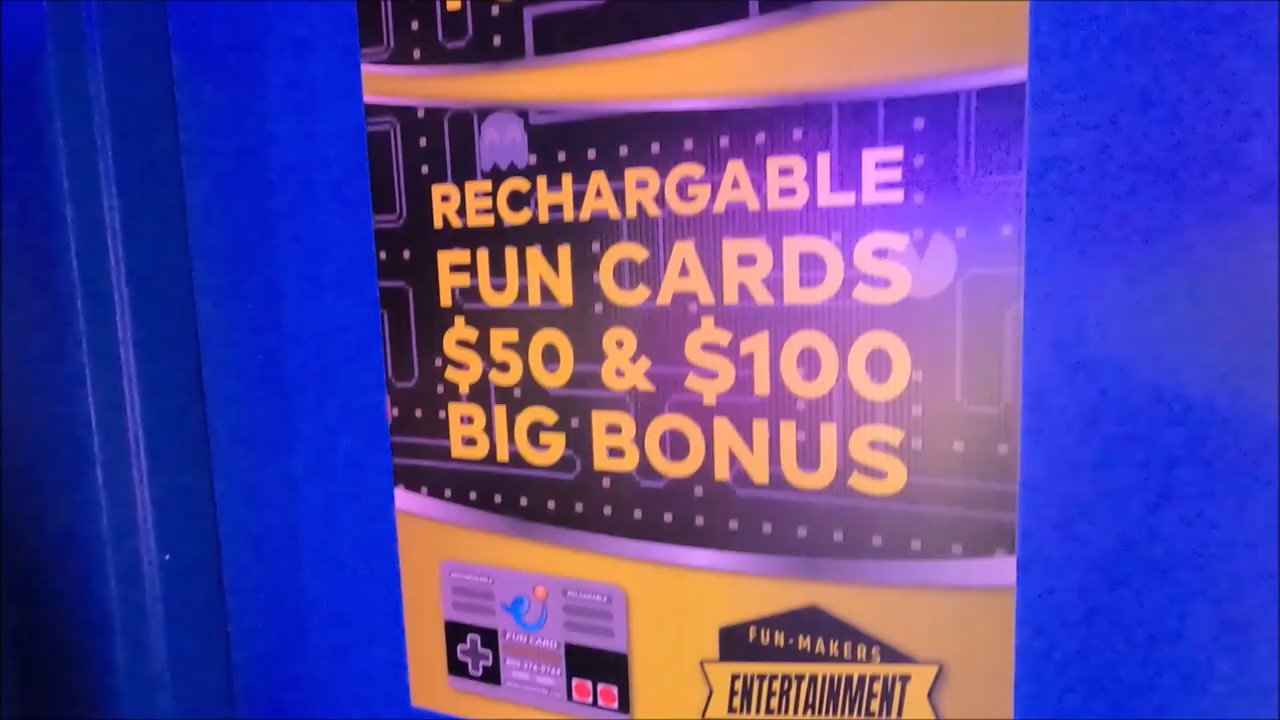 RECHARGABLE
FUN CARDS
$50 & $100
BIG BONUS
FUN CARD
FUN-MAKERS
ENTERTAINMENT